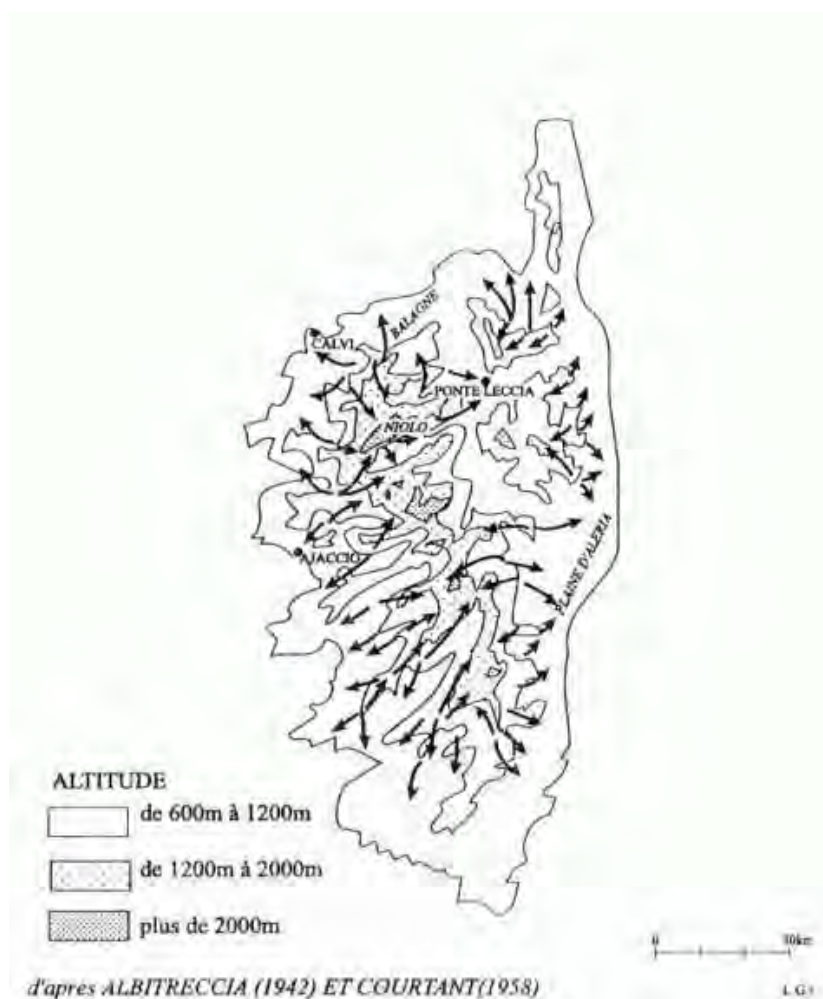 BALAGNE
CALVI
PONTE LECCIA
NIOLO
AJACCIO
PLAINE D'ALERIA
ALTITUDE
de 600m à 1200m
de 1200m à 2000m
plus de 2000m
0
d'apres ALBITRECCIA (1942) ET COURTANT(1958)